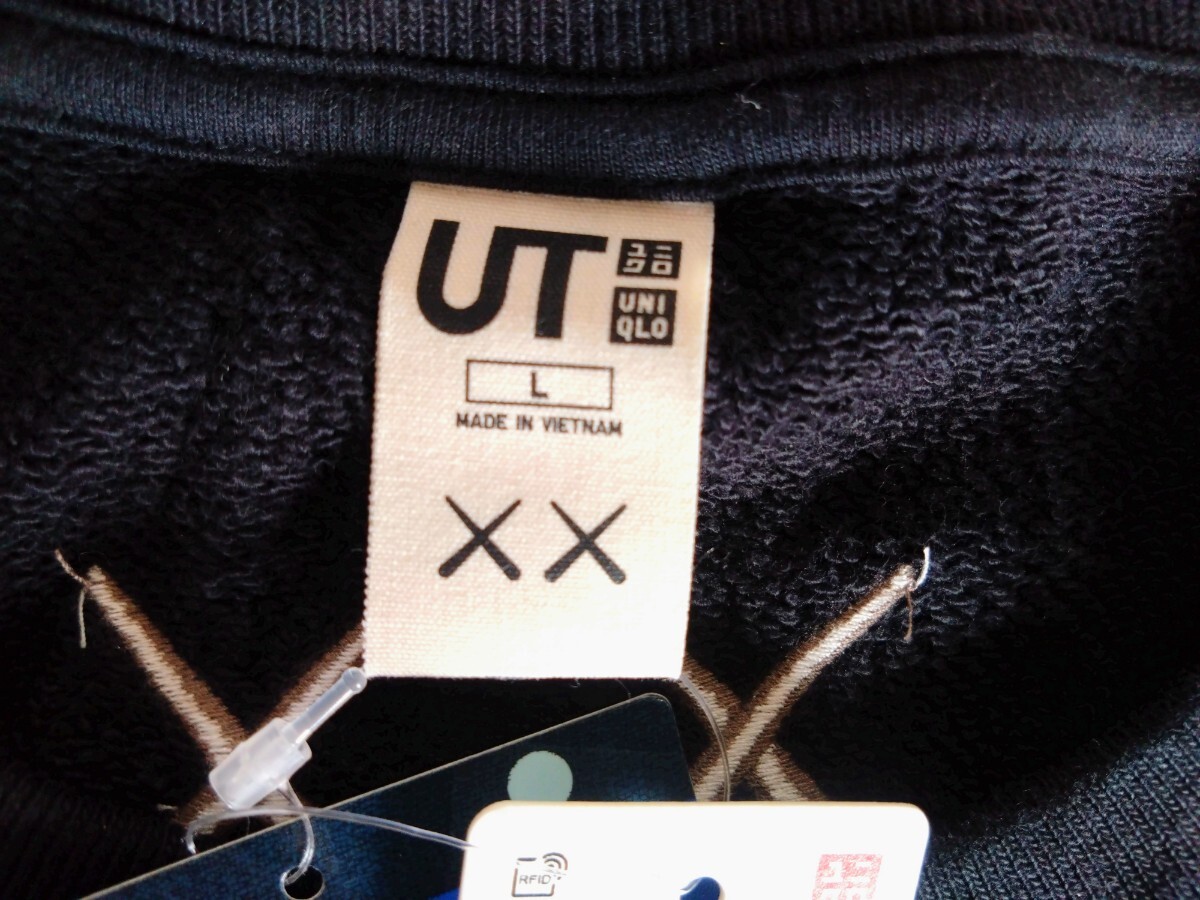 UT
ユニ
クロ
UNI
QLO
L
MADE IN VIETNAM
XX
RFID